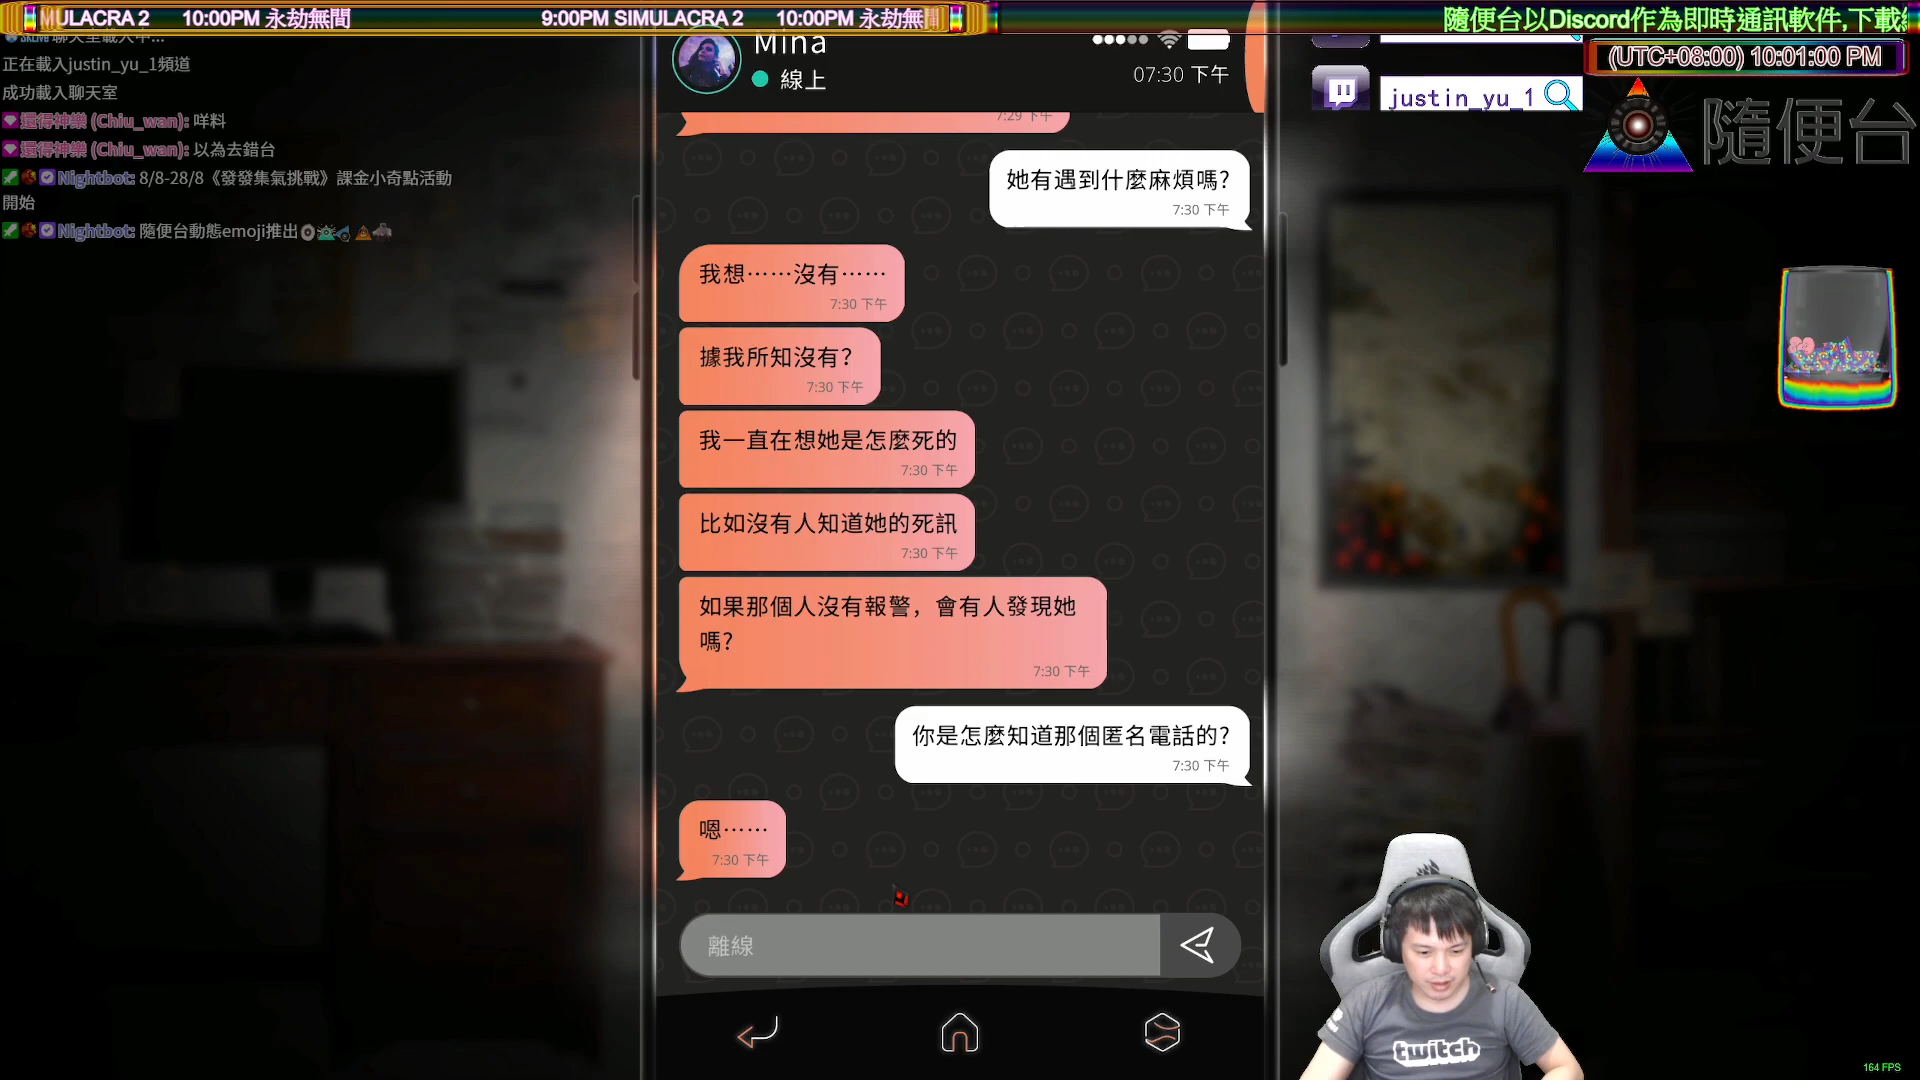 MULACRA 2 10:00PM 永劫無間 9:00PM SIMULACRA 2 10:00PM 永劫無間
隨便台以Discord作為即時通訊軟件,下載
正在載入justin_yu_1頻道
成功載入聊天室
還得神樂 (Chiu_wan): 咩料
還得神樂 (Chiu_wan): 以為去錯台
Nightbot: 8/8-28/8《發發集氣挑戰》課金小奇點活動
開始
Nightbot: 隨便台動態emoji推出
Mina
線上
07:30 下午
7:29 下午
她有遇到什麼麻煩嗎?
7:30 下午
我想……沒有……
7:30 下午
據我所知沒有?
7:30 下午
我一直在想她是怎麼死的
7:30 下午
比如沒有人知道她的死訊
7:30 下午
如果那個人沒有報警，會有人發現她
嗎?
7:30 下午
你是怎麼知道那個匿名電話的?
7:30 下午
嗯……
7:30 下午
離線
(UTC+08:00) 10:01:00 PM
justin_yu_1
隨便台
twitch
164 FPS